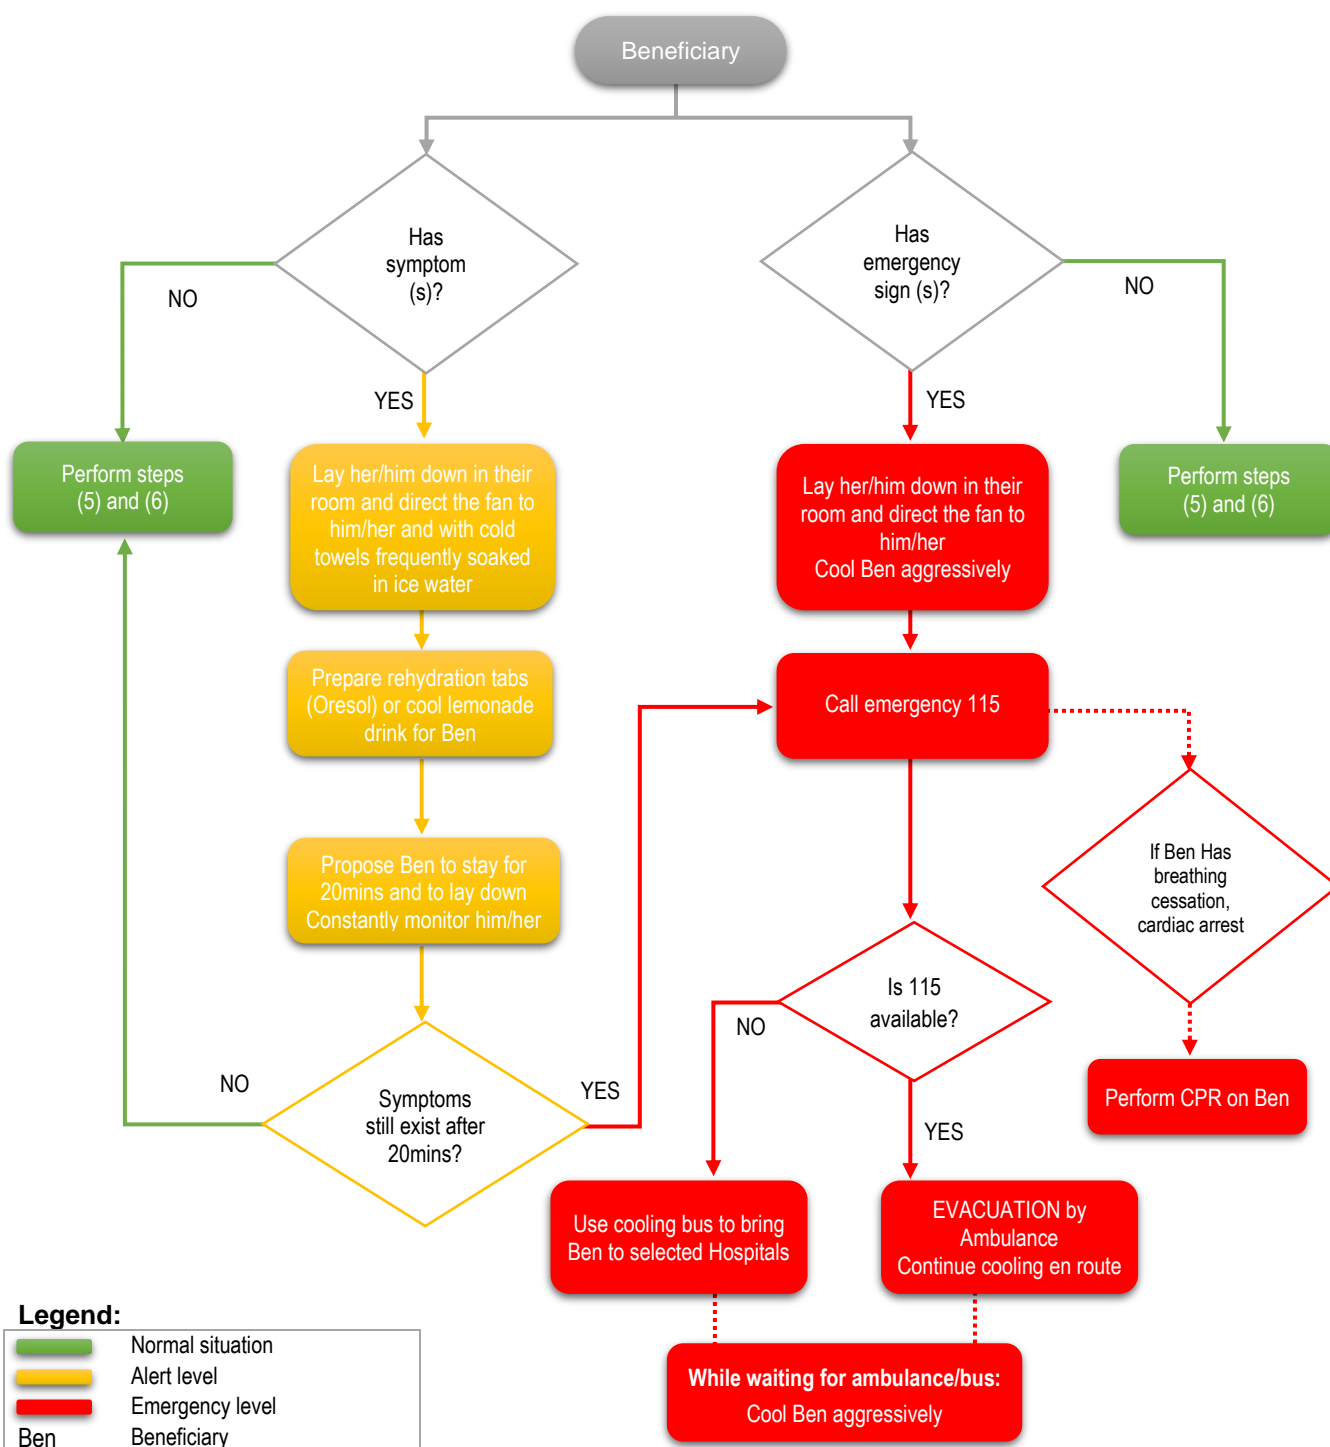 Beneficiary
Has
symptom
(s)?
Has
emergency
sign (s)?
NO
NO
YES
YES
Perform steps
(5) and (6)
Lay her/him down in their
room and direct the fan to
him/her and with cold
towels frequently soaked
in ice water
Lay her/him down in their
room and direct the fan to
him/her
Cool Ben aggressively
Perform steps
(5) and (6)
Prepare rehydration tabs
(Oresol) or cool lemonade
drink for Ben
Call emergency 115
Propose Ben to stay for
20mins and to lay down
Constantly monitor him/her
If Ben Has
breathing
cessation,
cardiac arrest
Is 115
available?
NO
NO
YES
Symptoms
still exist after
20mins?
Perform CPR on Ben
YES
Use cooling bus to bring
Ben to selected Hospitals
EVACUATION by
Ambulance
Continue cooling en route
While waiting for ambulance/bus:
Cool Ben aggressively
Legend:
Normal situation
Alert level
Emergency level
Ben Beneficiary